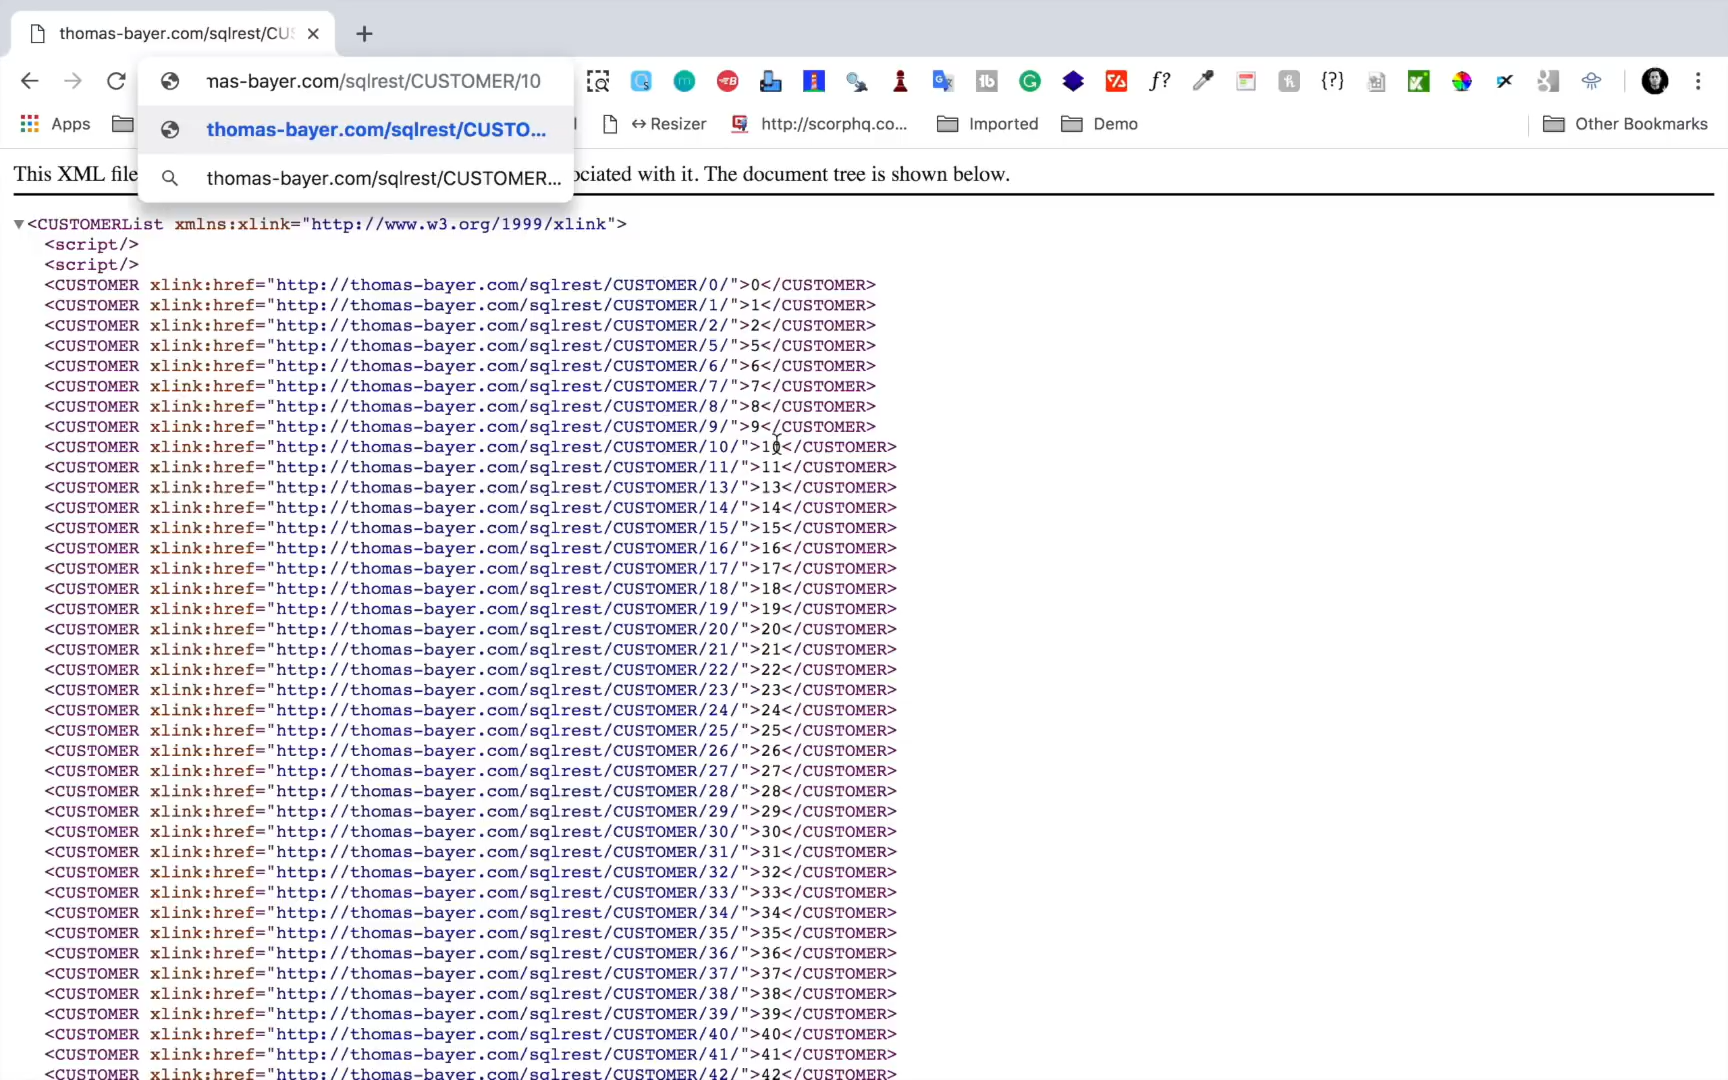 thomas-bayer.com/sqlrest/CUS
mas-bayer.com/sqlrest/CUSTOMER/10
Apps
thomas-bayer.com/sqlrest/CUSTO...
thomas-bayer.com/sqlrest/CUSTOMER...
↔ Resizer
http://scorphq.co...
Imported
Demo
Other Bookmarks
This XML file ociated with it. The document tree is shown below.
<CUSTOMERList xmlns:xlink="http://www.w3.org/1999/xlink">
<script/>
<script/>
<CUSTOMER xlink:href="http://thomas-bayer.com/sqlrest/CUSTOMER/0/">0</CUSTOMER>
<CUSTOMER xlink:href="http://thomas-bayer.com/sqlrest/CUSTOMER/1/">1</CUSTOMER>
<CUSTOMER xlink:href="http://thomas-bayer.com/sqlrest/CUSTOMER/2/">2</CUSTOMER>
<CUSTOMER xlink:href="http://thomas-bayer.com/sqlrest/CUSTOMER/5/">5</CUSTOMER>
<CUSTOMER xlink:href="http://thomas-bayer.com/sqlrest/CUSTOMER/6/">6</CUSTOMER>
<CUSTOMER xlink:href="http://thomas-bayer.com/sqlrest/CUSTOMER/7/">7</CUSTOMER>
<CUSTOMER xlink:href="http://thomas-bayer.com/sqlrest/CUSTOMER/8/">8</CUSTOMER>
<CUSTOMER xlink:href="http://thomas-bayer.com/sqlrest/CUSTOMER/9/">9</CUSTOMER>
<CUSTOMER xlink:href="http://thomas-bayer.com/sqlrest/CUSTOMER/10/">10</CUSTOMER>
<CUSTOMER xlink:href="http://thomas-bayer.com/sqlrest/CUSTOMER/11/">11</CUSTOMER>
<CUSTOMER xlink:href="http://thomas-bayer.com/sqlrest/CUSTOMER/13/">13</CUSTOMER>
<CUSTOMER xlink:href="http://thomas-bayer.com/sqlrest/CUSTOMER/14/">14</CUSTOMER>
<CUSTOMER xlink:href="http://thomas-bayer.com/sqlrest/CUSTOMER/15/">15</CUSTOMER>
<CUSTOMER xlink:href="http://thomas-bayer.com/sqlrest/CUSTOMER/16/">16</CUSTOMER>
<CUSTOMER xlink:href="http://thomas-bayer.com/sqlrest/CUSTOMER/17/">17</CUSTOMER>
<CUSTOMER xlink:href="http://thomas-bayer.com/sqlrest/CUSTOMER/18/">18</CUSTOMER>
<CUSTOMER xlink:href="http://thomas-bayer.com/sqlrest/CUSTOMER/19/">19</CUSTOMER>
<CUSTOMER xlink:href="http://thomas-bayer.com/sqlrest/CUSTOMER/20/">20</CUSTOMER>
<CUSTOMER xlink:href="http://thomas-bayer.com/sqlrest/CUSTOMER/21/">21</CUSTOMER>
<CUSTOMER xlink:href="http://thomas-bayer.com/sqlrest/CUSTOMER/22/">22</CUSTOMER>
<CUSTOMER xlink:href="http://thomas-bayer.com/sqlrest/CUSTOMER/23/">23</CUSTOMER>
<CUSTOMER xlink:href="http://thomas-bayer.com/sqlrest/CUSTOMER/24/">24</CUSTOMER>
<CUSTOMER xlink:href="http://thomas-bayer.com/sqlrest/CUSTOMER/25/">25</CUSTOMER>
<CUSTOMER xlink:href="http://thomas-bayer.com/sqlrest/CUSTOMER/26/">26</CUSTOMER>
<CUSTOMER xlink:href="http://thomas-bayer.com/sqlrest/CUSTOMER/27/">27</CUSTOMER>
<CUSTOMER xlink:href="http://thomas-bayer.com/sqlrest/CUSTOMER/28/">28</CUSTOMER>
<CUSTOMER xlink:href="http://thomas-bayer.com/sqlrest/CUSTOMER/29/">29</CUSTOMER>
<CUSTOMER xlink:href="http://thomas-bayer.com/sqlrest/CUSTOMER/30/">30</CUSTOMER>
<CUSTOMER xlink:href="http://thomas-bayer.com/sqlrest/CUSTOMER/31/">31</CUSTOMER>
<CUSTOMER xlink:href="http://thomas-bayer.com/sqlrest/CUSTOMER/32/">32</CUSTOMER>
<CUSTOMER xlink:href="http://thomas-bayer.com/sqlrest/CUSTOMER/33/">33</CUSTOMER>
<CUSTOMER xlink:href="http://thomas-bayer.com/sqlrest/CUSTOMER/34/">34</CUSTOMER>
<CUSTOMER xlink:href="http://thomas-bayer.com/sqlrest/CUSTOMER/35/">35</CUSTOMER>
<CUSTOMER xlink:href="http://thomas-bayer.com/sqlrest/CUSTOMER/36/">36</CUSTOMER>
<CUSTOMER xlink:href="http://thomas-bayer.com/sqlrest/CUSTOMER/37/">37</CUSTOMER>
<CUSTOMER xlink:href="http://thomas-bayer.com/sqlrest/CUSTOMER/38/">38</CUSTOMER>
<CUSTOMER xlink:href="http://thomas-bayer.com/sqlrest/CUSTOMER/39/">39</CUSTOMER>
<CUSTOMER xlink:href="http://thomas-bayer.com/sqlrest/CUSTOMER/40/">40</CUSTOMER>
<CUSTOMER xlink:href="http://thomas-bayer.com/sqlrest/CUSTOMER/41/">41</CUSTOMER>
<CUSTOMER xlink:href="http://thomas-bayer.com/sqlrest/CUSTOMER/42/">42</CUSTOMER>